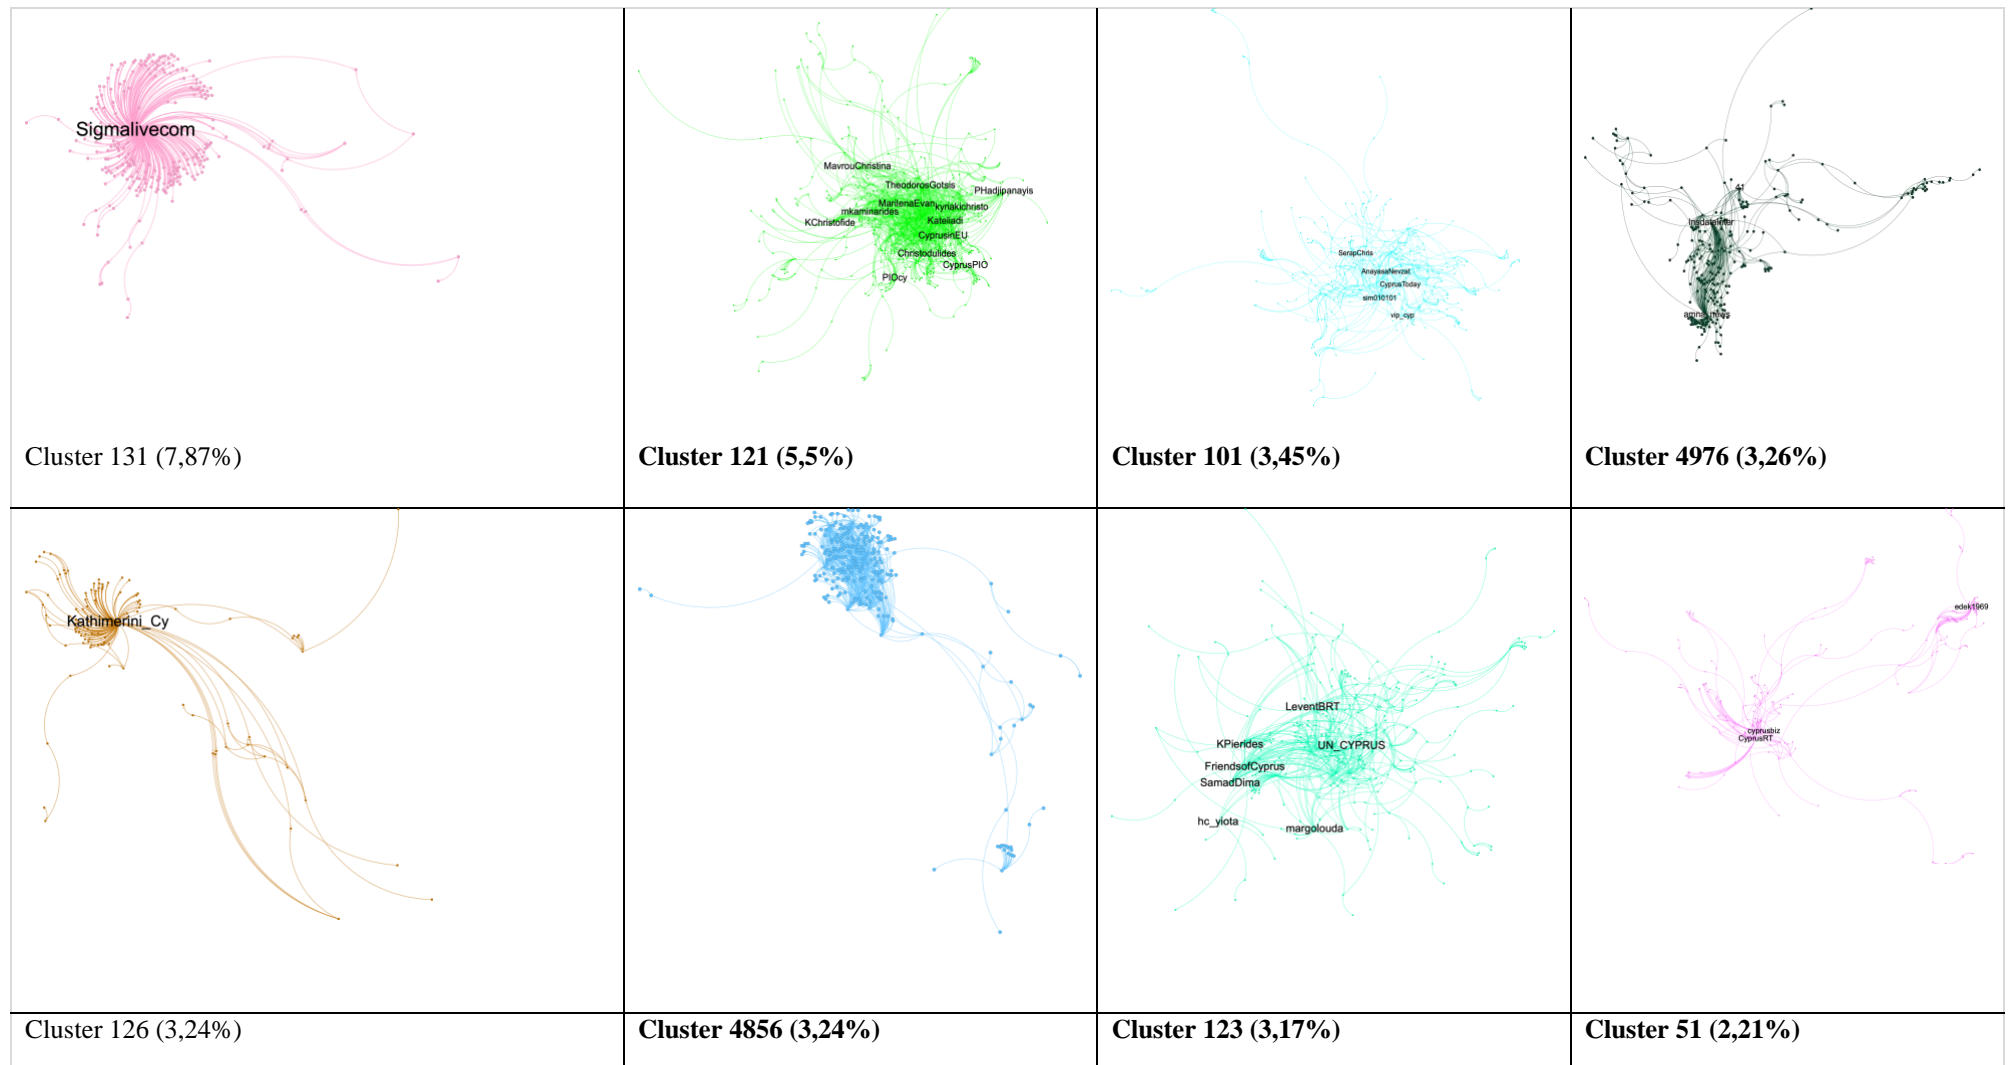 Sigmalivecom
Cluster 131 (7,87%)
MavrouChristina
TheodorosGotsis
PHadjipanayis
MarilenaEvan
kyriakichristo
mkaminarides
KChristofide
Kateliadi
CyprusinEU
Christodulides
CyprusPIO
PIOcy
Cluster 121 (5,5%)
SerapChris
AnayasaNevzat
CyprusToday
sim010101
vip_cyp
Cluster 101 (3,45%)
Cluster 4976 (3,26%)
Kathimerini_Cy
Cluster 126 (3,24%)
Cluster 4856 (3,24%)
LeventBRT
KPierides
UN_CYPRUS
FriendsofCyprus
SamadDima
hc_yiota
margolouda
Cluster 123 (3,17%)
edek1969
cyprusbiz
CyprusRT
Cluster 51 (2,21%)